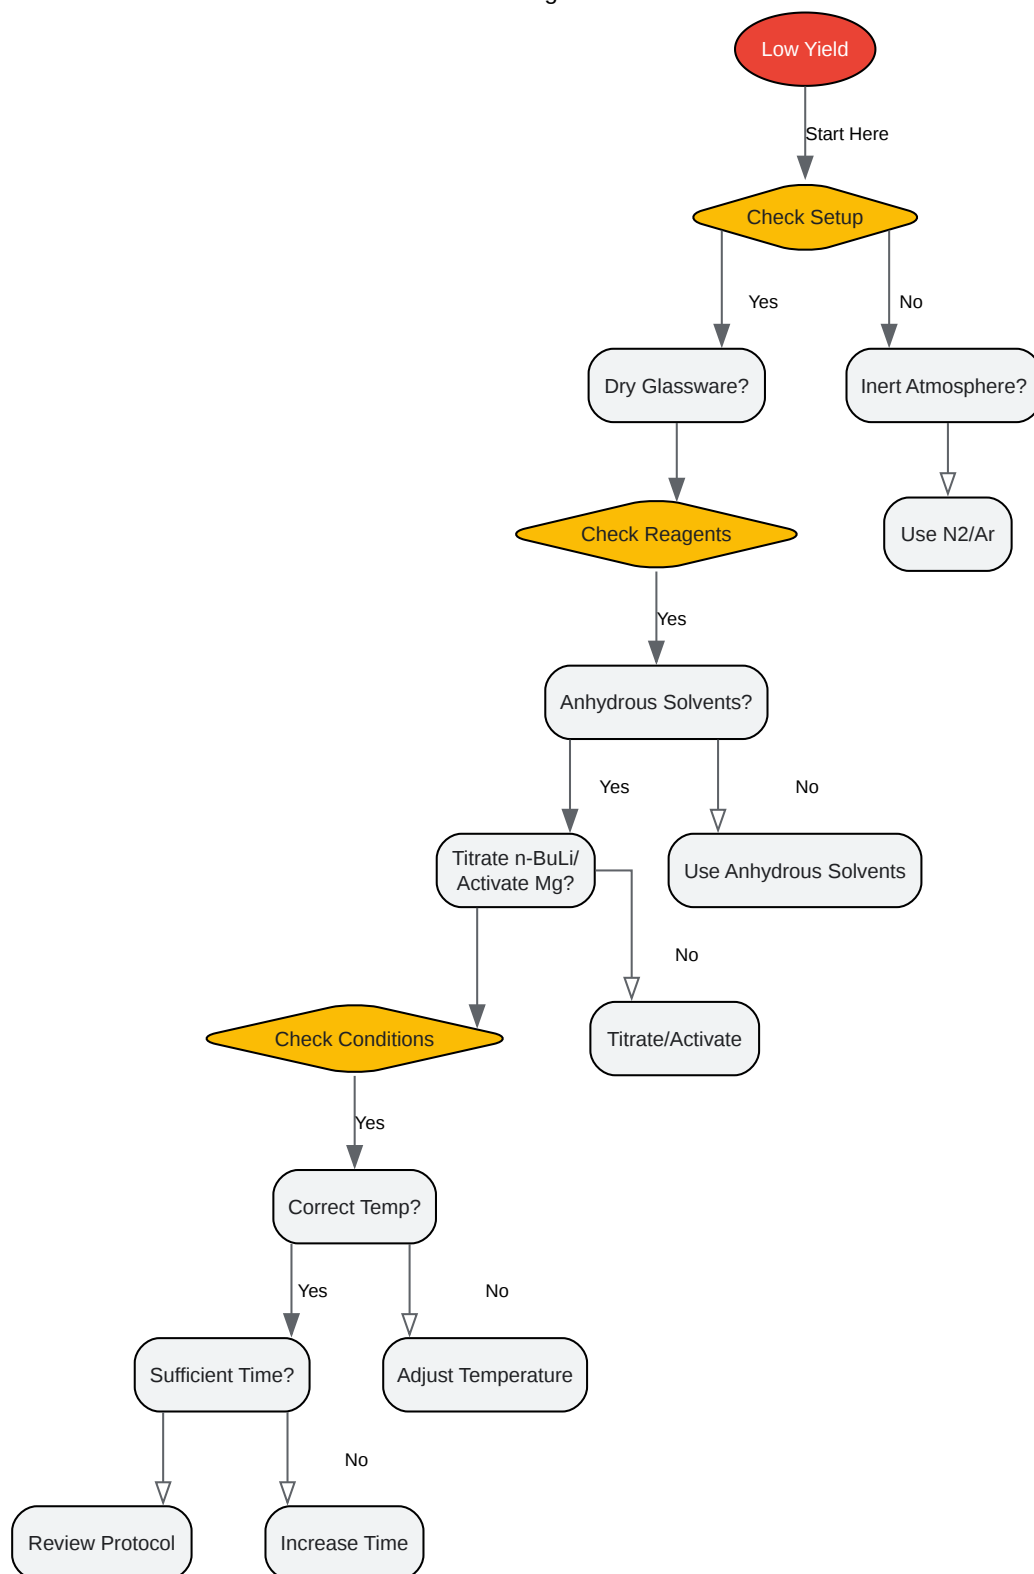 Low Yield
Start Here
Check Setup
Yes
No
Dry Glassware?
Inert Atmosphere?
Check Reagents
Use N2/Ar
Yes
Anhydrous Solvents?
Yes
No
Titrate n-BuLi/
Activate Mg?
Use Anhydrous Solvents
No
Check Conditions
Titrate/Activate
Yes
Correct Temp?
Yes
No
Sufficient Time?
Adjust Temperature
No
Review Protocol
Increase Time